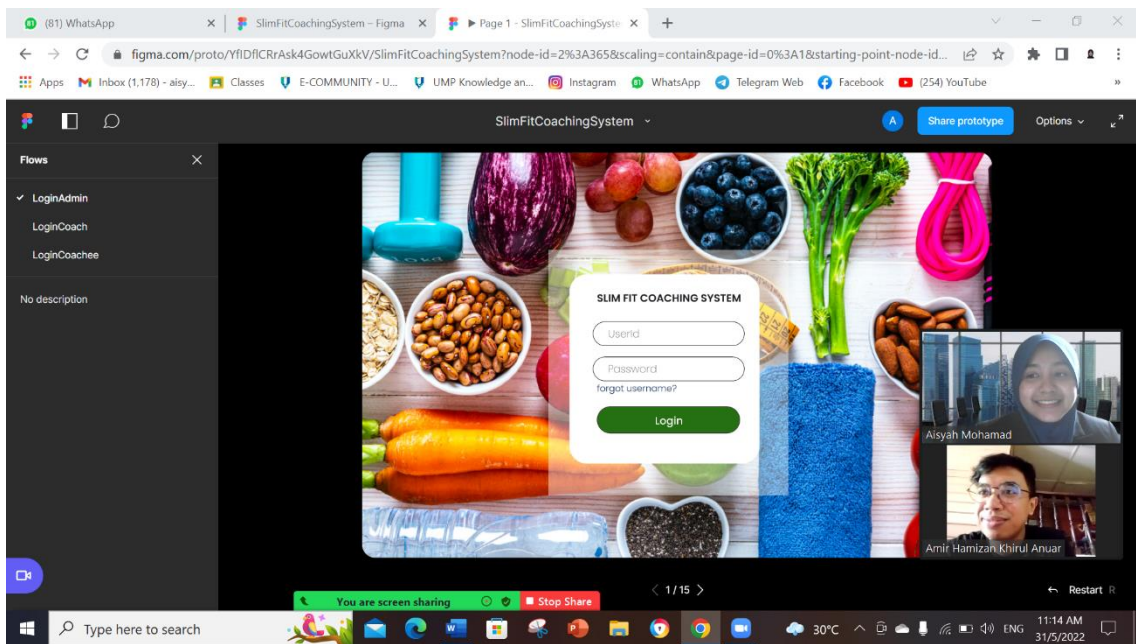 (81) WhatsApp
SlimFitCoachingSystem – Figma
Page 1 - SlimFitCoachingSyste
figma.com/proto/YflDflCRrAsk4GowtGuXkV/SlimFitCoachingSystem?node-id=2%3A365&scaling=contain&page-id=0%3A1&starting-point-node-id...
Apps
Inbox (1,178) - aisy...
Classes
E-COMMUNITY - U...
UMP Knowledge an...
Instagram
WhatsApp
Telegram Web
Facebook
(254) YouTube
»
SlimFitCoachingSystem
A
Share prototype
Options
Flows
LoginAdmin
LoginCoach
LoginCoachee
No description
SLIM FIT COACHING SYSTEM
UserId
Password
forgot username?
Login
Aisyah Mohamad
Amir Hamizan Khirul Anuar
1 / 15
Restart R
You are screen sharing
Stop Share
Type here to search
30°C
ENG
11:14 AM
31/5/2022